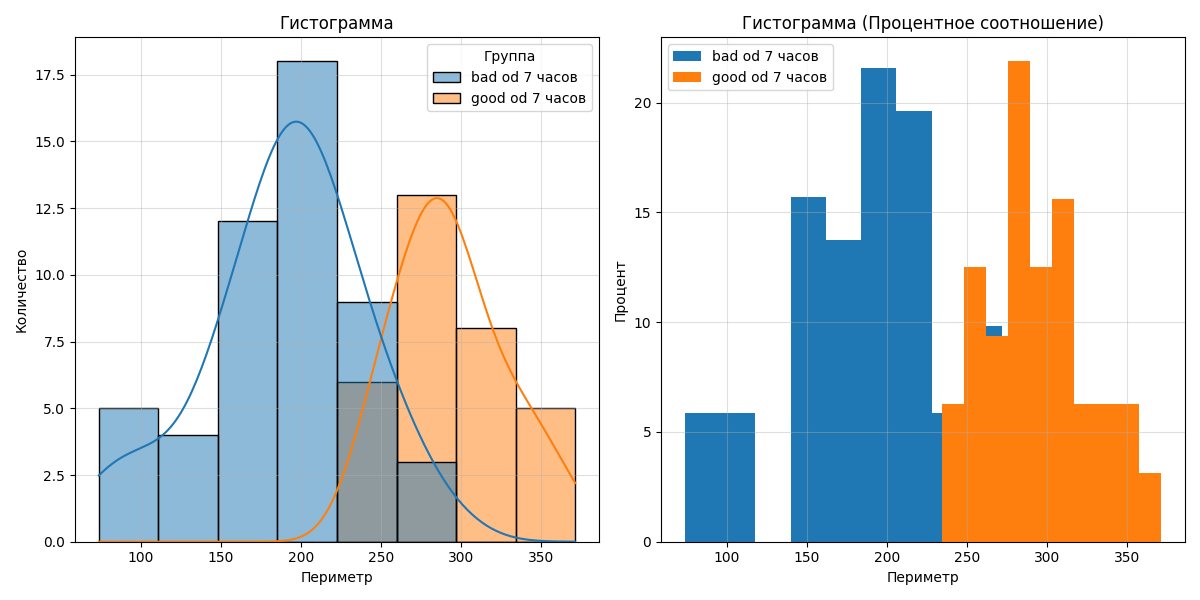 Гистограмма
Количество
17.5
15.0
12.5
10.0
7.5
5.0
2.5
0.0
Группа
bad od 7 часов
good od 7 часов
100 150 200 250 300 350
Периметр
Гистограмма (Процентное соотношение)
Процент
20
15
10
5
0
bad od 7 часов
good od 7 часов
100 150 200 250 300 350
Периметр